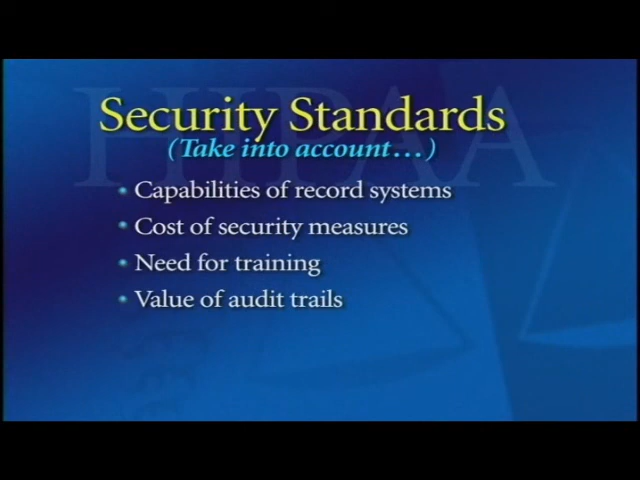 HIPAA
Security Standards
(Take into account...)
• Capabilities of record systems
• Cost of security measures
• Need for training
• Value of audit trails